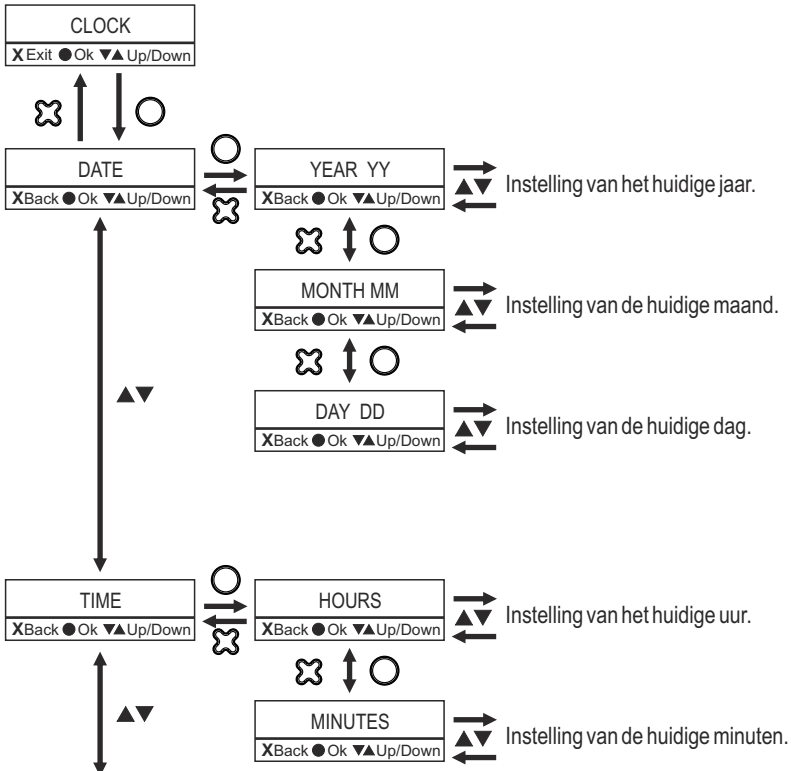 CLOCK
X Exit ● Ok ▼▲ Up/Down
DATE
X Back ● Ok ▼▲ Up/Down
YEAR YY
X Back ● Ok ▼▲ Up/Down
▲▼ Instelling van het huidige jaar.
MONTH MM
X Back ● Ok ▼▲ Up/Down
▲▼ Instelling van de huidige maand.
DAY DD
X Back ● Ok ▼▲ Up/Down
▲▼ Instelling van de huidige dag.
▲▼
TIME
X Back ● Ok ▼▲ Up/Down
HOURS
X Back ● Ok ▼▲ Up/Down
▲▼ Instelling van het huidige uur.
▲▼
MINUTES
X Back ● Ok ▼▲ Up/Down
▲▼ Instelling van de huidige minuten.